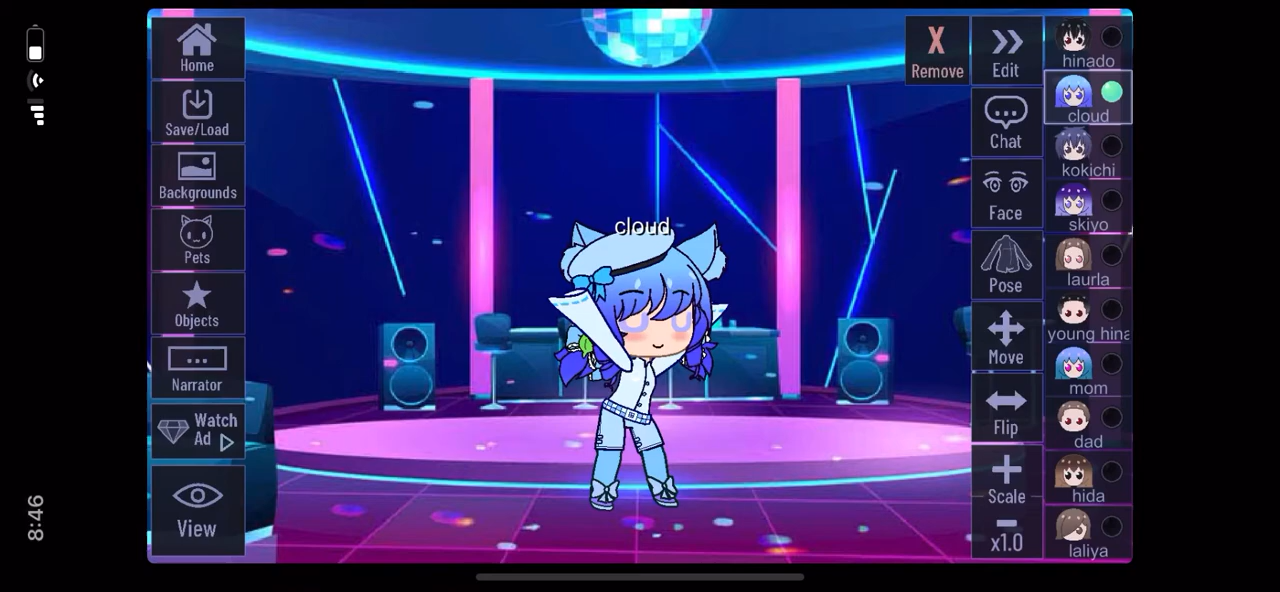 Home
Save/Load
Backgrounds
Pets
Objects
Narrator
Watch
Ad
View
cloud
X
Remove
Edit
Chat
Face
Pose
Move
Flip
Scale
x1.0
hinado
cloud
kokichi
skiyo
laurla
young hina
mom
dad
hida
laliya
8:46